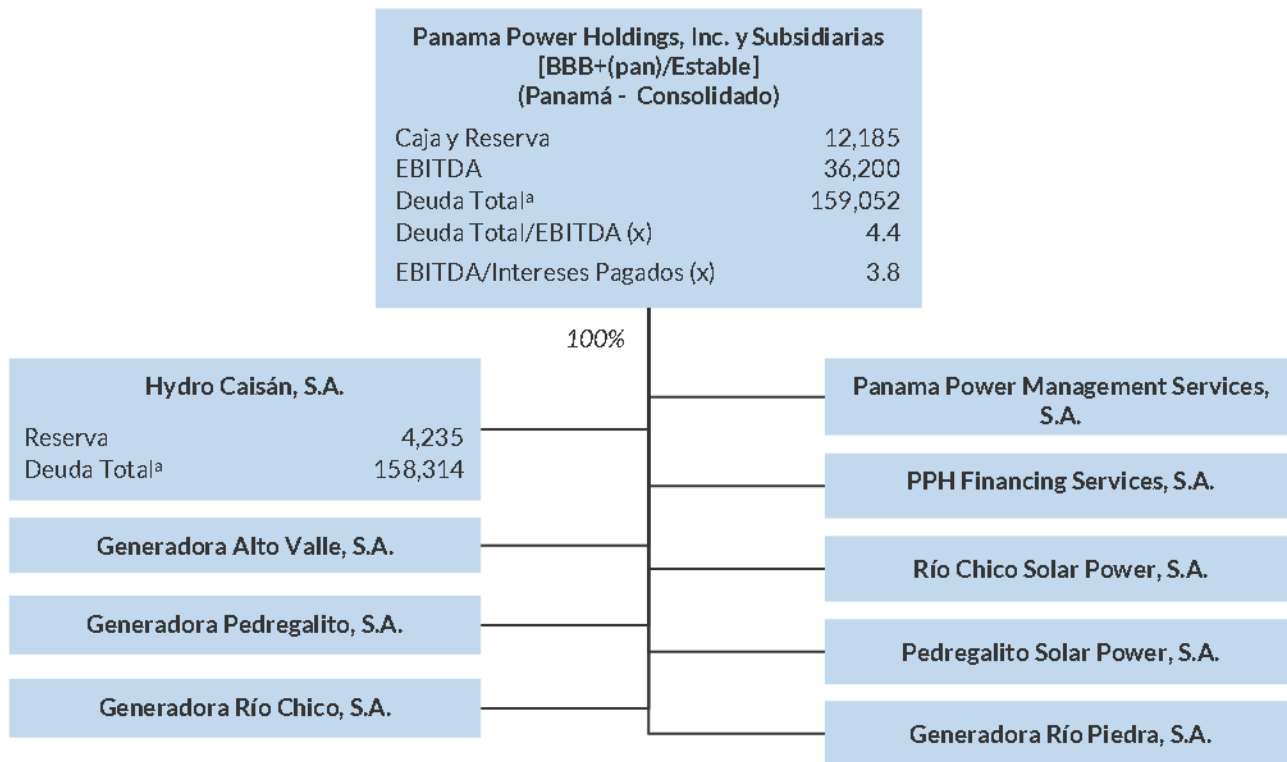 Panama Power Holdings, Inc. y Subsidiarias
[BBB+(pan)/Estable]
(Panamá - Consolidado)
Caja y Reserva 12,185
EBITDA 36,200
Deuda Totalᵃ 159,052
Deuda Total/EBITDA (x) 4.4
EBITDA/Intereses Pagados (x) 3.8
100%
Hydro Caisán, S.A.
Reserva 4,235
Deuda Totalᵃ 158,314
Generadora Alto Valle, S.A.
Generadora Pedregalito, S.A.
Generadora Río Chico, S.A.
Panama Power Management Services,
S.A.
PPH Financing Services, S.A.
Río Chico Solar Power, S.A.
Pedregalito Solar Power, S.A.
Generadora Río Piedra, S.A.